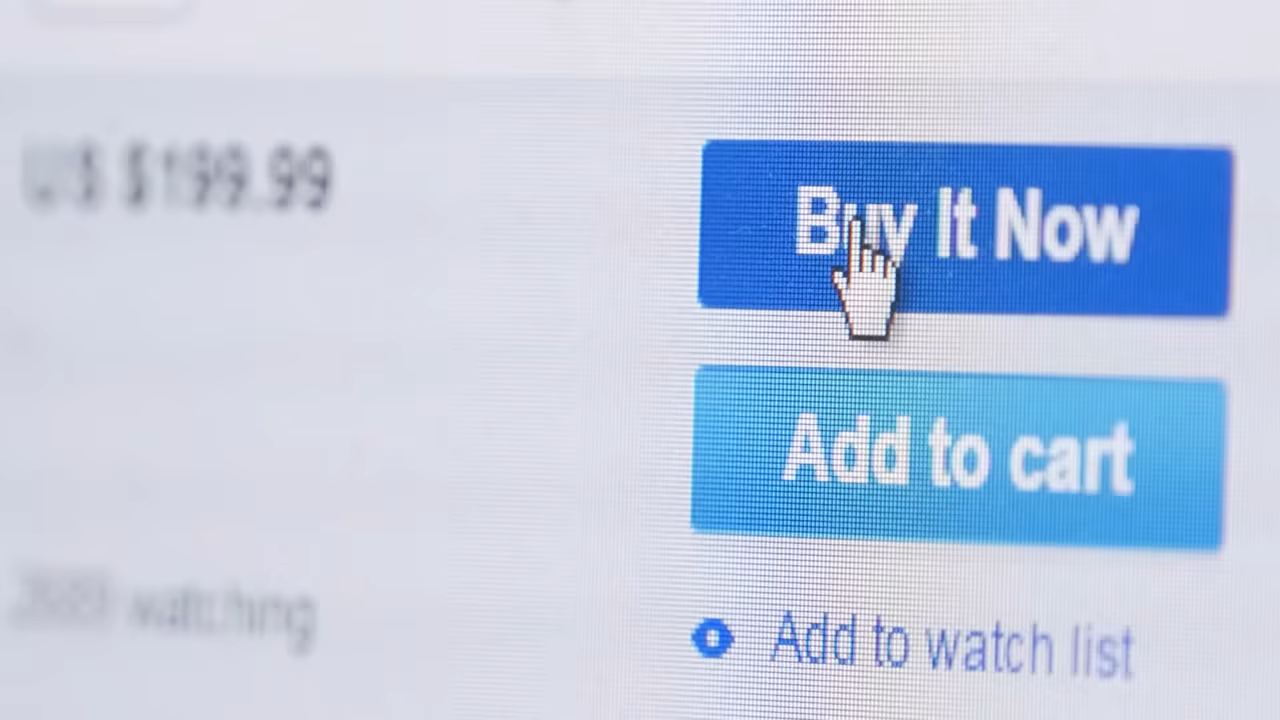 US $199.99
Buy It Now
Add to cart
watching
Add to watch list